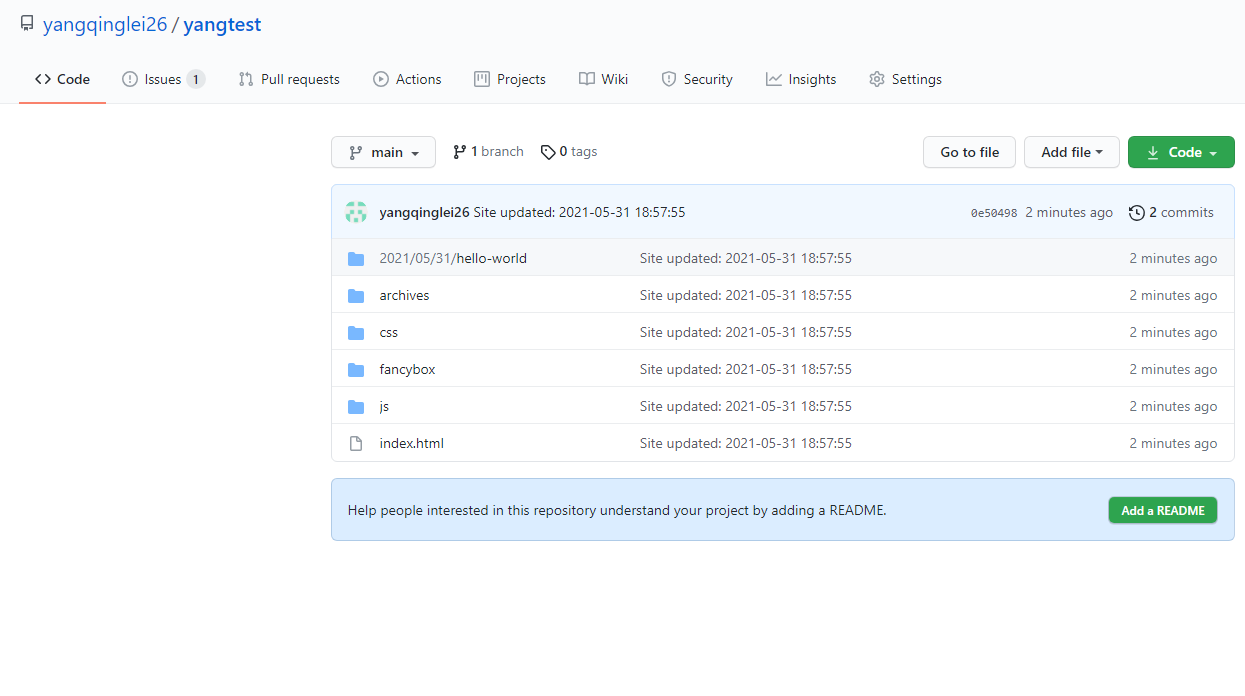 yangqinglei26 / yangtest
Code Issues 1 Pull requests Actions Projects Wiki Security Insights Settings
main 1 branch 0 tags Go to file Add file Code
yangqinglei26 Site updated: 2021-05-31 18:57:55 0e50498 2 minutes ago 2 commits
2021/05/31/hello-world Site updated: 2021-05-31 18:57:55 2 minutes ago
archives Site updated: 2021-05-31 18:57:55 2 minutes ago
css Site updated: 2021-05-31 18:57:55 2 minutes ago
fancybox Site updated: 2021-05-31 18:57:55 2 minutes ago
js Site updated: 2021-05-31 18:57:55 2 minutes ago
index.html Site updated: 2021-05-31 18:57:55 2 minutes ago
Help people interested in this repository understand your project by adding a README. Add a README